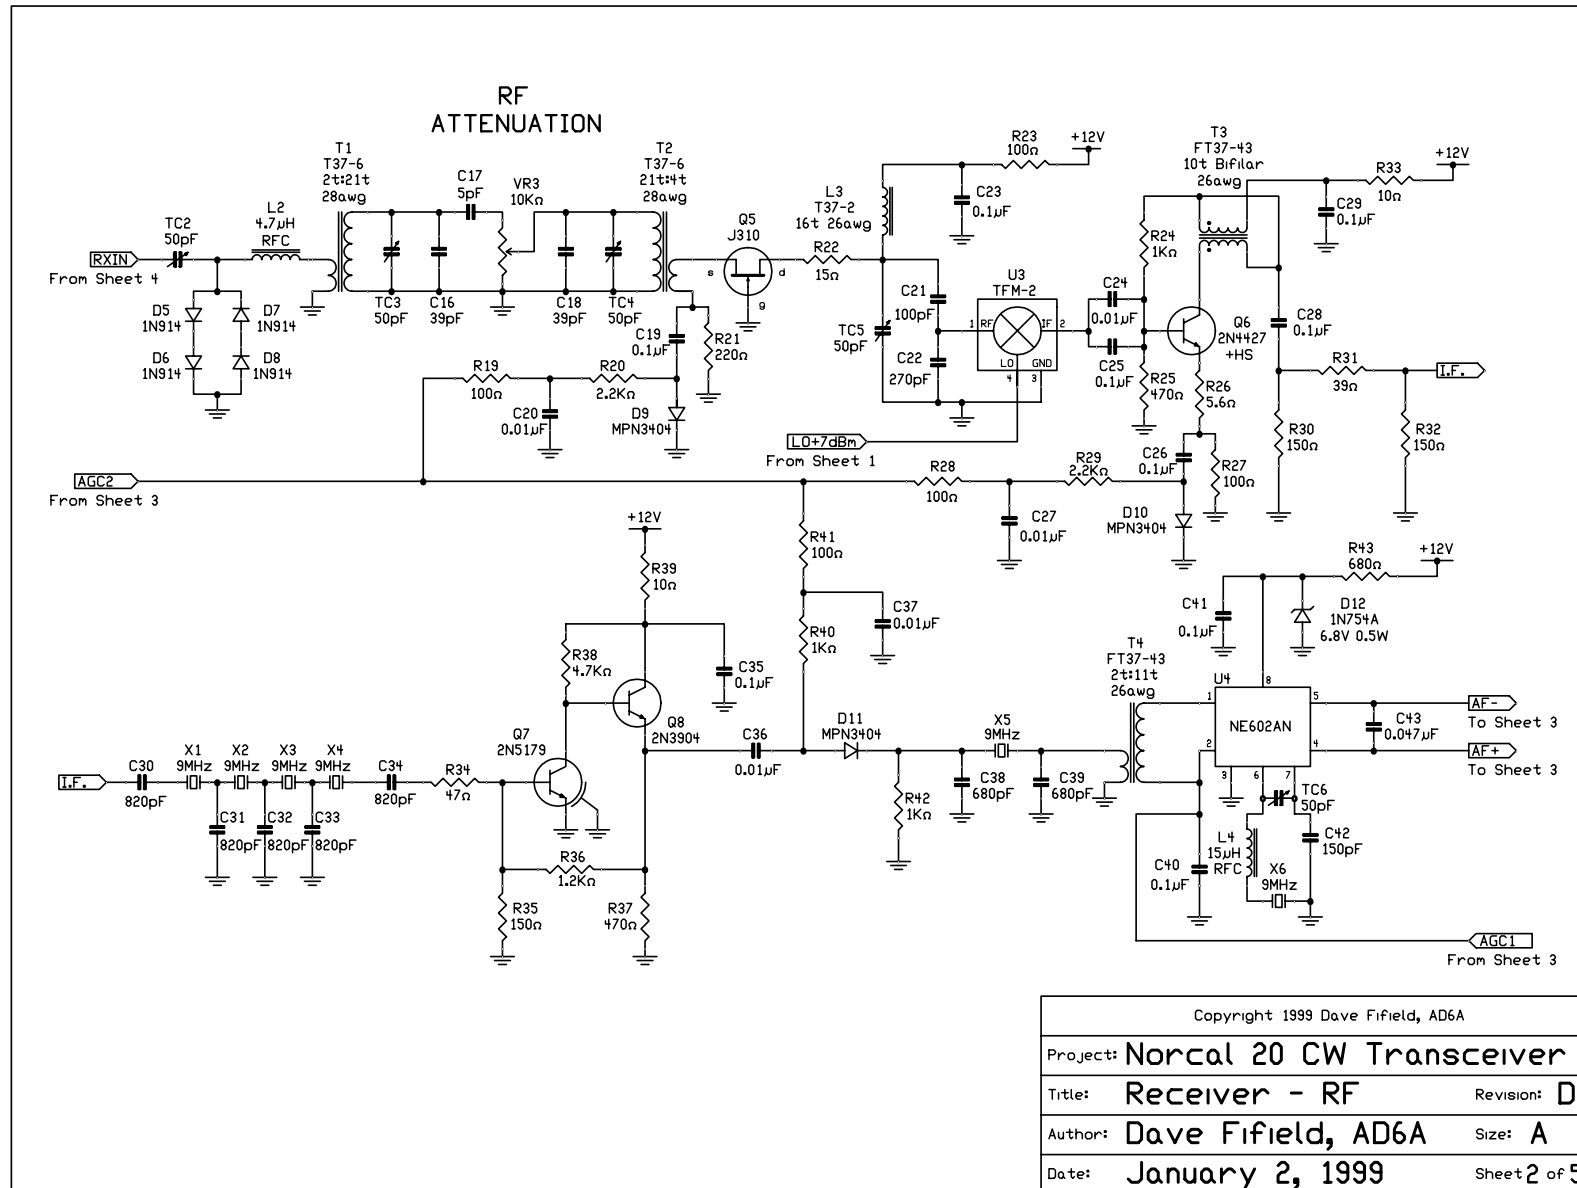 RF
ATTENUATION
T1
T37-6
2t:21t
28awg
C17
5pF
VR3
10KΩ
T2
T37-6
21t:4t
28awg
TC2
50pF
L2
4.7µH
RFC
RXIN
From Sheet 4
D5
1N914
D7
1N914
D6
1N914
D8
1N914
TC3
50pF
C16
39pF
C18
39pF
TC4
50pF
Q5
J310
s
d
g
C19
0.1µF
R21
220Ω
R19
100Ω
R20
2.2KΩ
C20
0.01µF
D9
MPN3404
L3
T37-2
16t 26awg
R22
15Ω
R23
100Ω
+12V
C23
0.1µF
C21
100pF
TC5
50pF
C22
270pF
U3
TFM-2
1
RF
IF
2
LO
GND
4
3
LO+7dBm
From Sheet 1
C24
0.01µF
C25
0.1µF
R24
1KΩ
R25
470Ω
T3
FT37-43
10t Bifilar
26awg
Q6
2N4427
+HS
R26
5.6Ω
C26
0.1µF
R27
100Ω
+12V
R33
10Ω
C29
0.1µF
C28
0.1µF
R31
39Ω
I.F.
R30
150Ω
R32
150Ω
AGC2
From Sheet 3
R28
100Ω
R29
2.2KΩ
C27
0.01µF
D10
MPN3404
+12V
R39
10Ω
R41
100Ω
C37
0.01µF
R40
1KΩ
R38
4.7KΩ
C35
0.1µF
Q7
2N5179
Q8
2N3904
I.F.
C30
820pF
X1
9MHz
X2
9MHz
X3
9MHz
X4
9MHz
C34
820pF
R34
47Ω
C31
820pF
C32
820pF
C33
820pF
R36
1.2KΩ
R35
150Ω
R37
470Ω
C36
0.01µF
D11
MPN3404
R42
1KΩ
X5
9MHz
C38
680pF
C39
680pF
T4
FT37-43
2t:11t
26awg
C41
0.1µF
D12
1N754A
6.8V 0.5W
R43
680Ω
+12V
U4
NE602AN
1
2
3
6
7
8
5
4
AF-
To Sheet 3
C43
0.047µF
AF+
To Sheet 3
TC6
50pF
L4
15µH
RFC
C42
150pF
X6
9MHz
C40
0.1µF
AGC1
From Sheet 3
Copyright 1999 Dave Fifield, AD6A
Project: Norcal 20 CW Transceiver
Title: Receiver - RF Revision: D
Author: Dave Fifield, AD6A Size: A
Date: January 2, 1999 Sheet 2 of 5